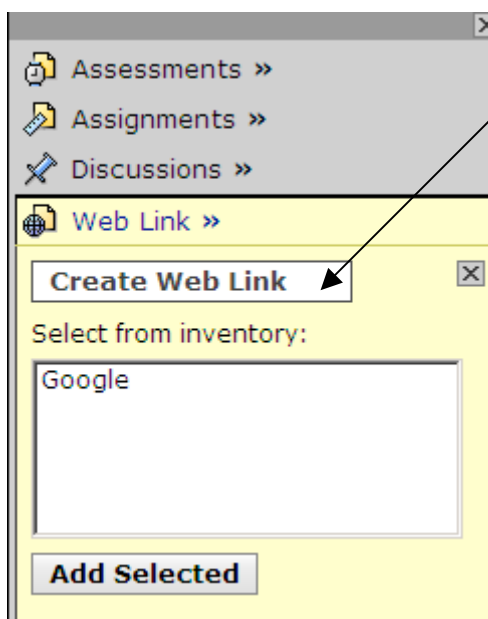 Assessments »
Assignments »
Discussions »
Web Link »
Create Web Link
Select from inventory:
Google
Add Selected